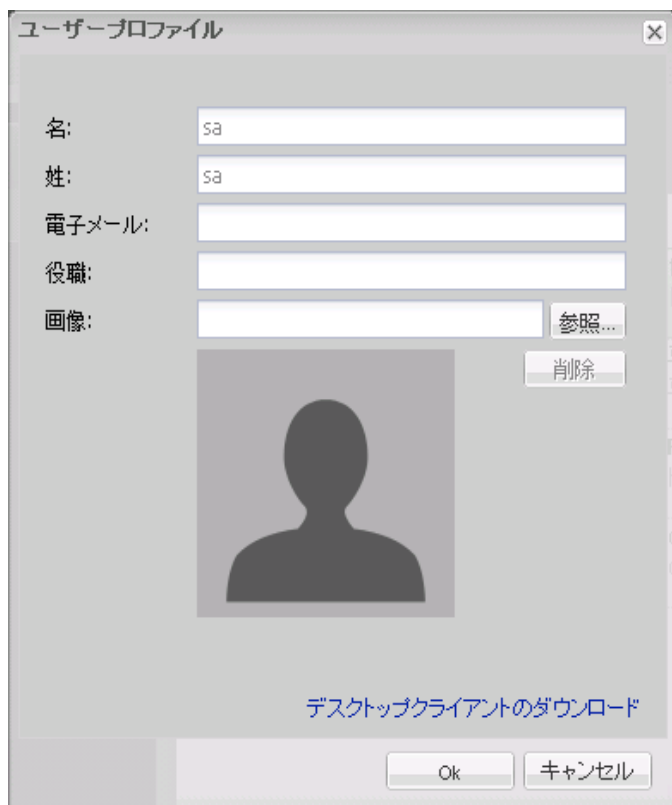 ユーザープロファイル
名: sa
姓: sa
電子メール:
役職:
画像: 参照...
削除
デスクトップクライアントのダウンロード
Ok キャンセル